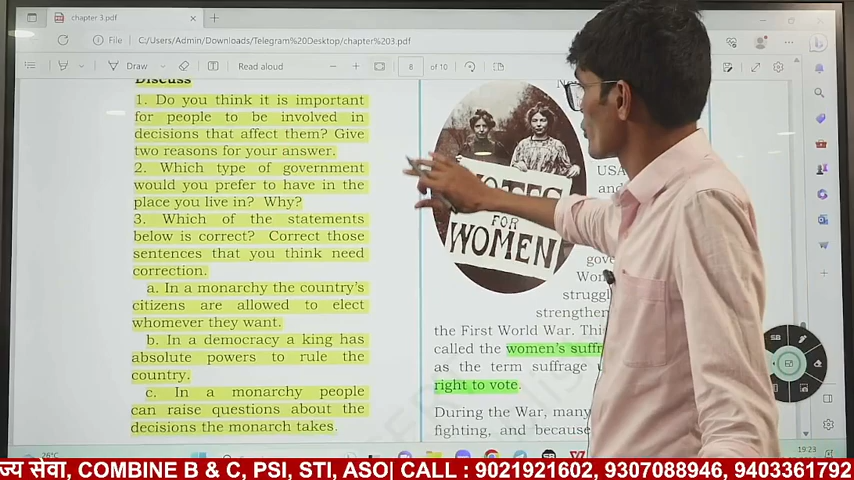 chapter 3.pdf
File
C:/Users/Admin/Downloads/Telegram%20Desktop/chapter%203.pdf
Draw
Read aloud
8 of 10
Discuss
1. Do you think it is important
for people to be involved in
decisions that affect them? Give
two reasons for your answer.
2. Which type of government
would you prefer to have in the
place you live in? Why?
3. Which of the statements
below is correct? Correct those
sentences that you think need
correction.
a. In a monarchy the country's
citizens are allowed to elect
whomever they want.
b. In a democracy a king has
absolute powers to rule the
country.
c. In a monarchy people
can raise questions about the
decisions the monarch takes.
USA
and
VOTES
FOR
WOMEN
gove
Wom
struggl
strengthen
the First World War. Thi
called the women's suffr
as the term suffrage
right to vote.
During the War, many
fighting, and because
SB
26°C
19:23
ज्य सेवा, COMBINE B & C, PSI, STI, ASO| CALL : 9021921602, 9307088946, 9403361792